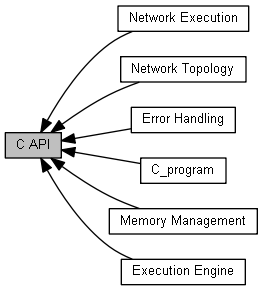 Network Execution
Network Topology
Error Handling
C API
C_program
Memory Management
Execution Engine